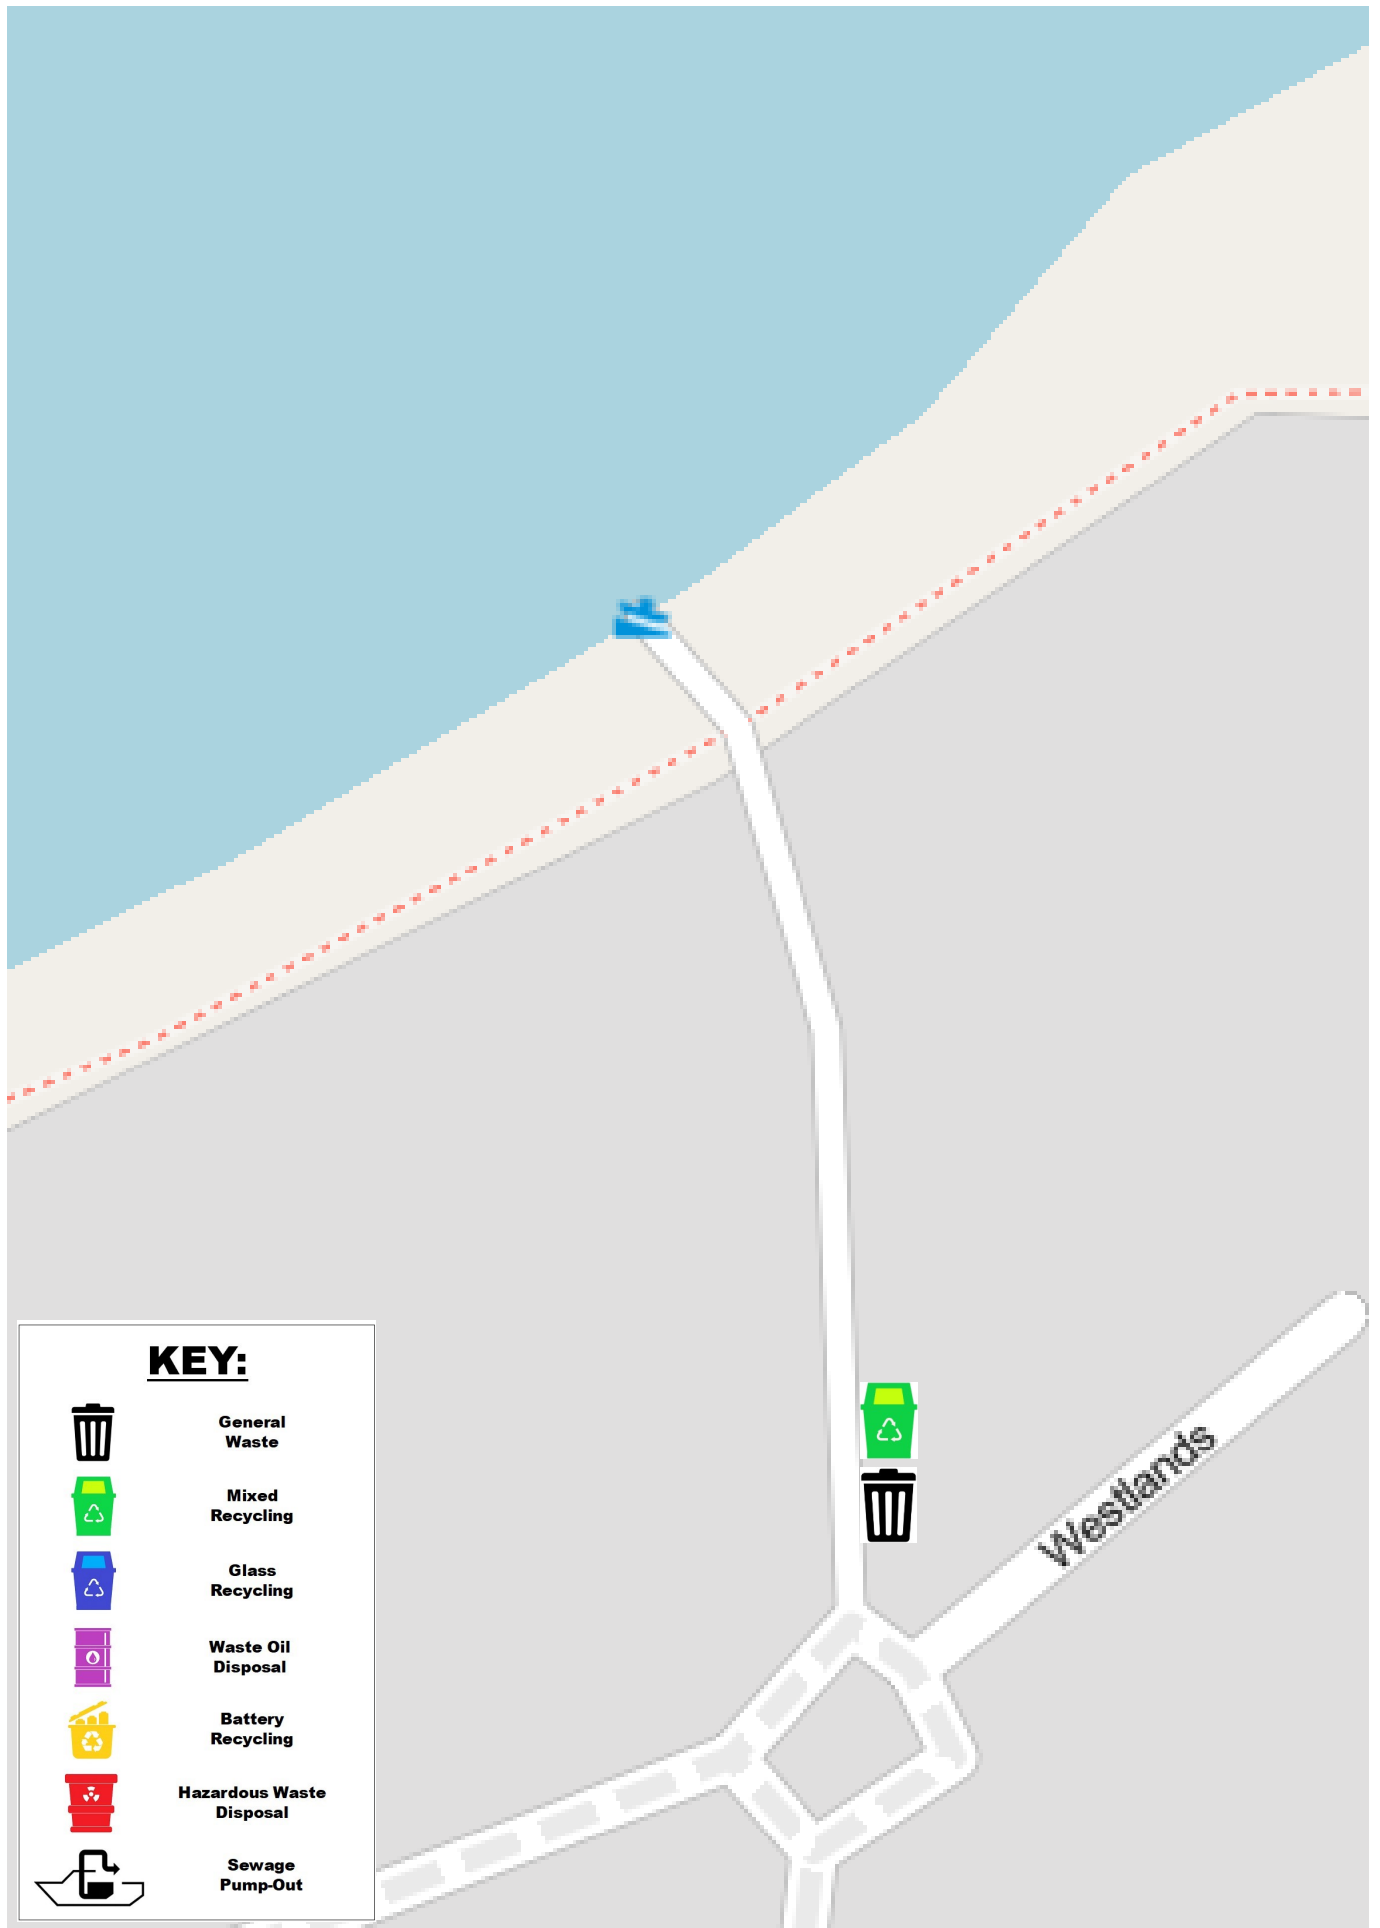 Westlands
KEY:
General
Waste
Mixed
Recycling
Glass
Recycling
Waste Oil
Disposal
Battery
Recycling
Hazardous Waste
Disposal
Sewage
Pump-Out